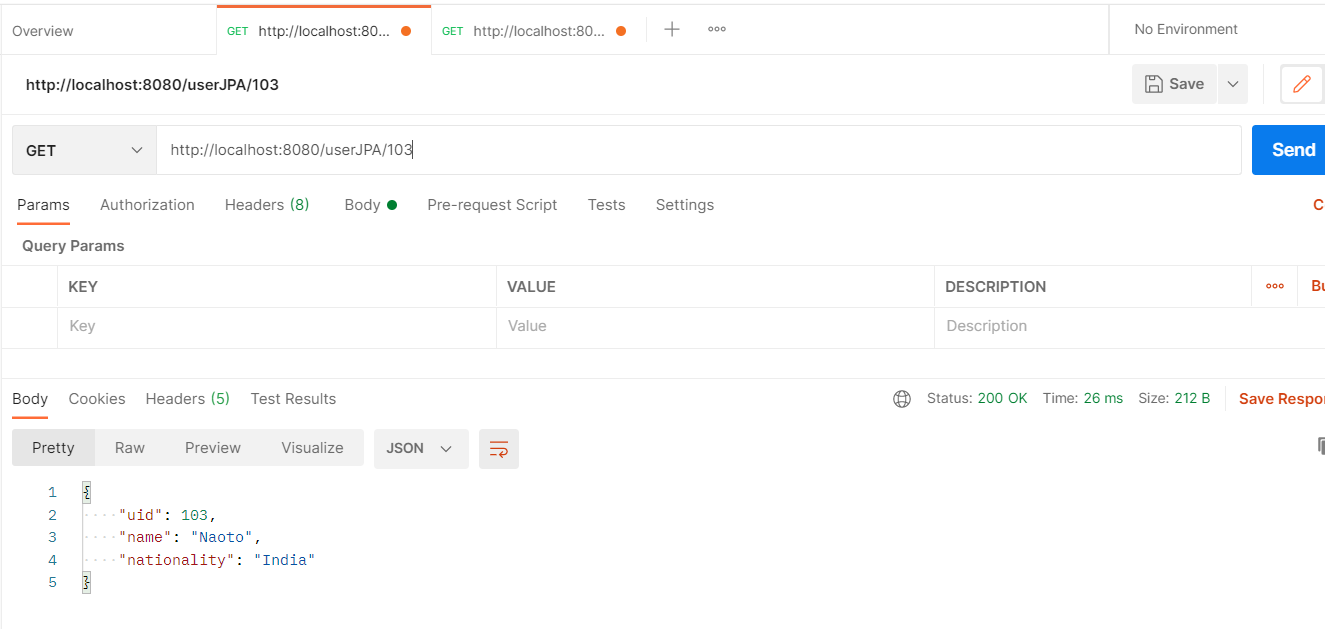 Overview GET http://localhost:80... GET http://localhost:80... No Environment
http://localhost:8080/userJPA/103 Save
GET http://localhost:8080/userJPA/103 Send
Params Authorization Headers (8) Body Pre-request Script Tests Settings C
Query Params
KEY VALUE DESCRIPTION Bu
Key Value Description
Body Cookies Headers (5) Test Results Status: 200 OK Time: 26 ms Size: 212 B Save Respo
Pretty Raw Preview Visualize JSON
1 {
2 "uid": 103,
3 "name": "Naoto",
4 "nationality": "India"
5 }